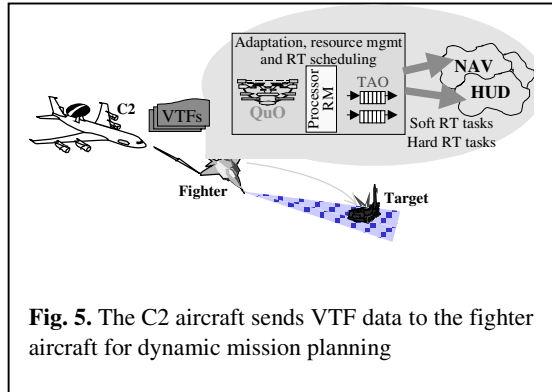 Adaptation, resource mgmt
and RT scheduling
QuO
Processor
RM
TAO
NAV
HUD
Soft RT tasks
Hard RT tasks
C2
VTFs
Fighter
Target
Fig. 5. The C2 aircraft sends VTF data to the fighter
aircraft for dynamic mission planning